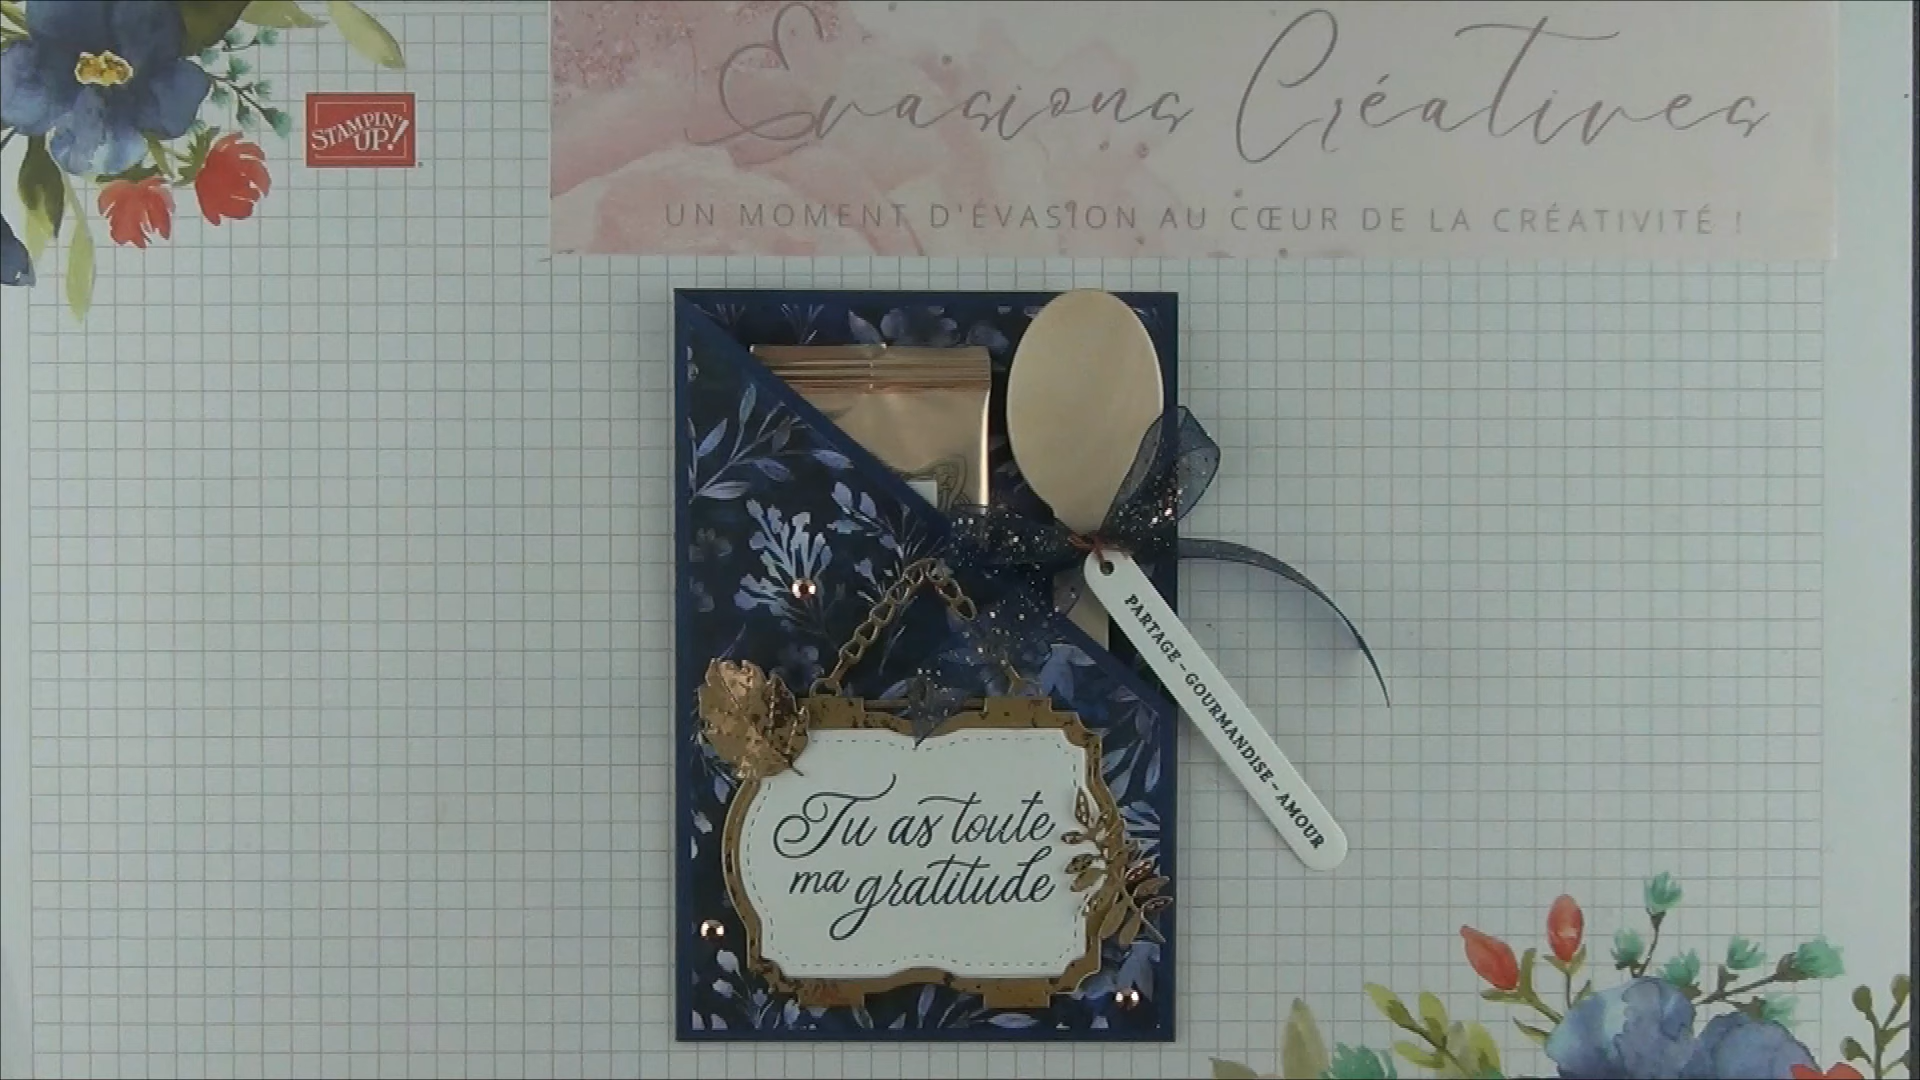 Evasions Créatives
UN MOMENT D'ÉVASION AU CŒUR DE LA CRÉATIVITÉ !
STAMPIN'
UP!
PARTAGE – GOURMANDISE – AMOUR
Tu as toute
ma gratitude